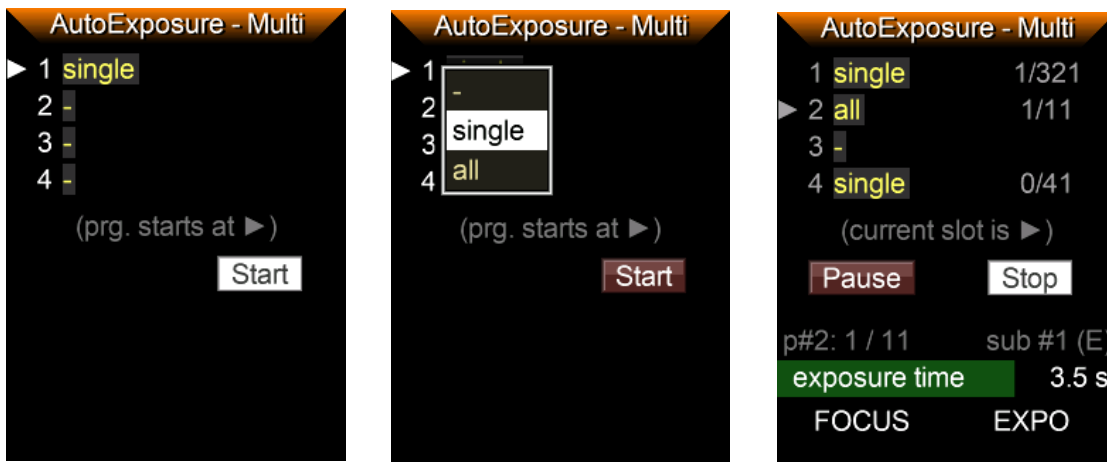 AutoExposure - Multi
▶ 1 single
2 -
3 -
4 -
(prg. starts at ▶)
Start
AutoExposure - Multi
▶ 1
2
3
4
-
single
all
(prg. starts at ▶)
Start
AutoExposure - Multi
1 single 1/321
▶ 2 all 1/11
3 -
4 single 0/41
(current slot is ▶)
Pause Stop
p#2: 1 / 11 sub #1 (E)
exposure time 3.5 s
FOCUS EXPO